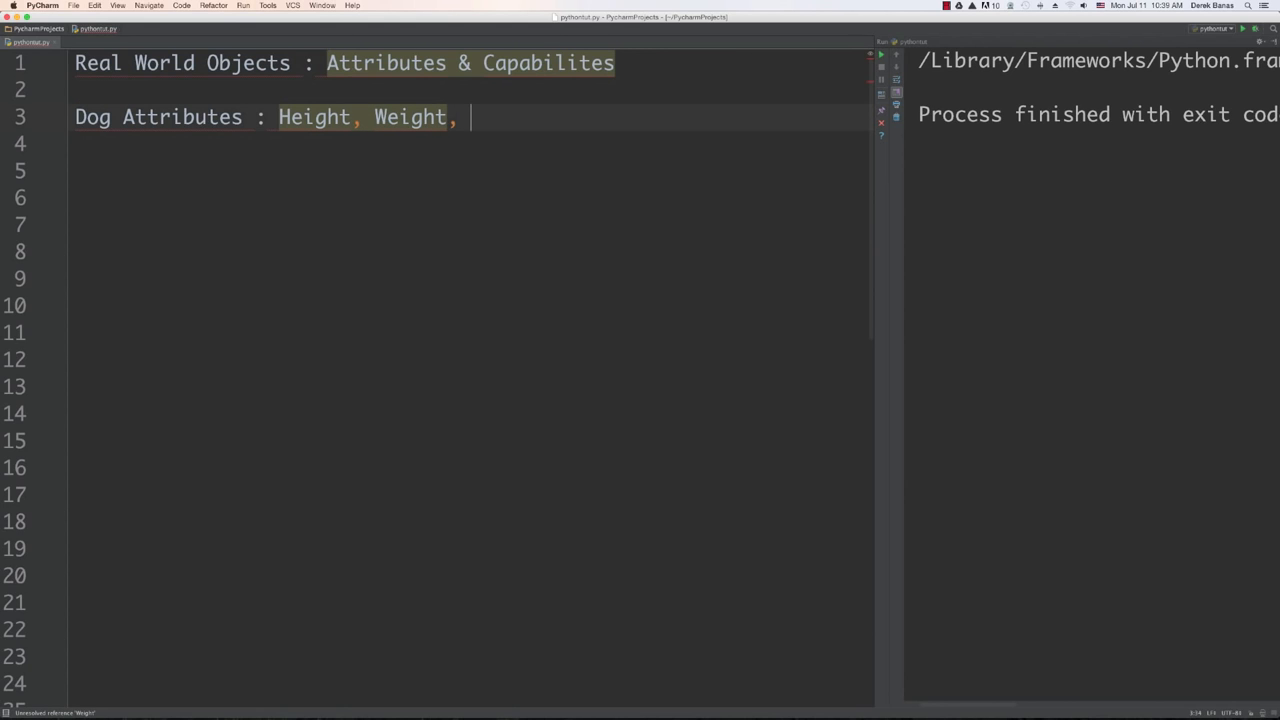 PyCharm File Edit View Navigate Code Refactor Run Tools VCS Window Help 10 Mon Jul 11 10:39 AM Derek Banas
pythontut.py - PycharmProjects - [~/PycharmProjects]
PycharmProjects pythontut.py pythontut
pythontut.py Run pythontut
1 Real World Objects : Attributes & Capabilites
/Library/Frameworks/Python.fra
2
3 Dog Attributes : Height, Weight,
Process finished with exit cod
4
5
6
7
8
9
10
11
12
13
14
15
16
17
18
19
20
21
22
23
24
25
Unresolved reference 'Weight' 3:54 LF÷ UTF-8÷